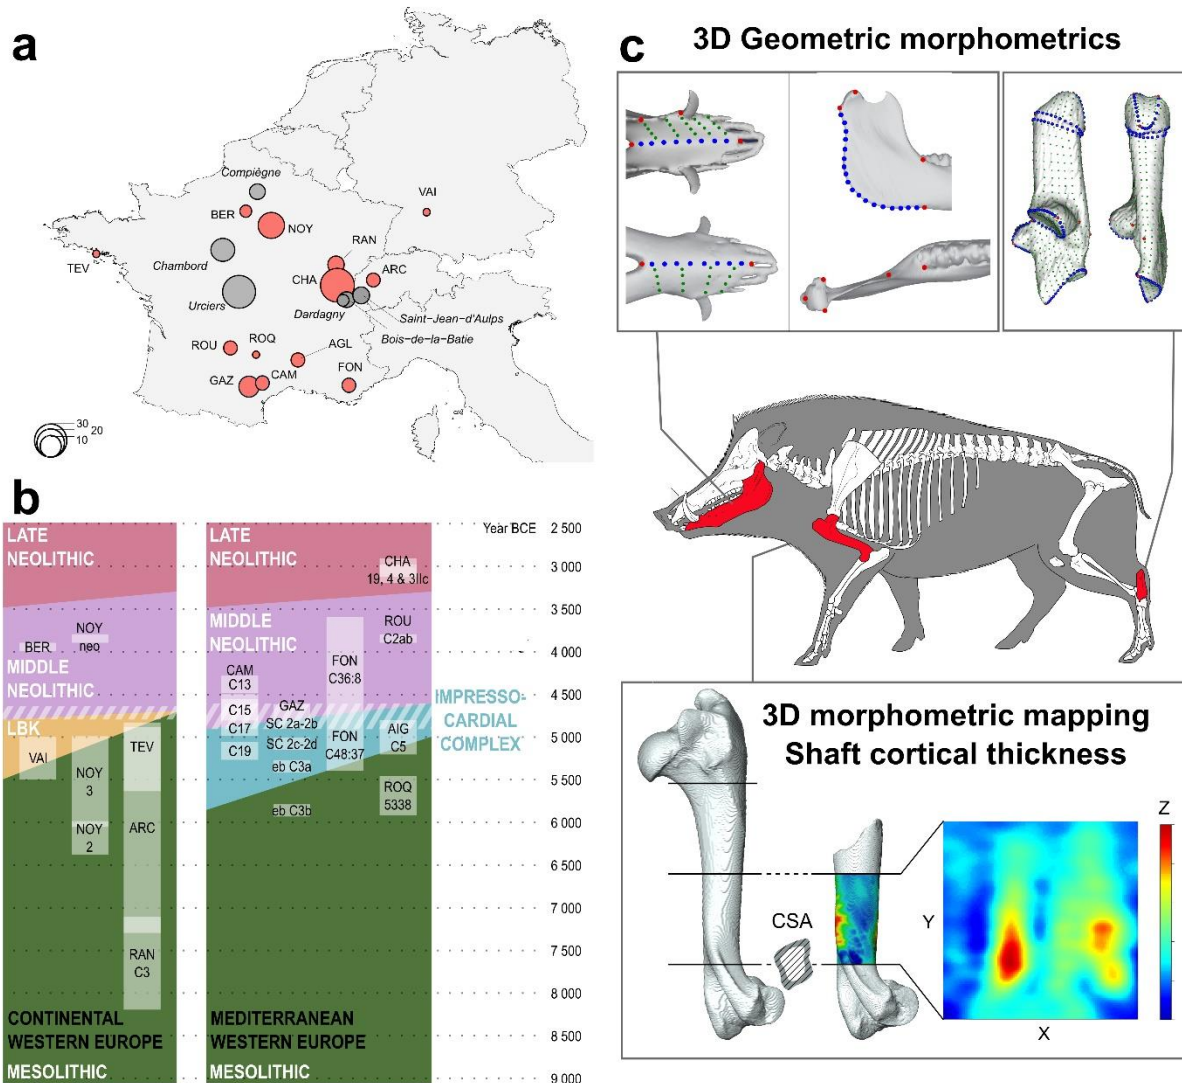 a
Compiègne
VAI
BER
NOY
RAN
TEV
Chambord
CHA
ARC
Urciers
Dardagny
Saint-Jean-d'Aulps
Bois-de-la-Batie
ROU
ROQ
AGL
GAZ
CAM
FON
30
20
10
b
Year BCE
2 500
3 000
3 500
4 000
4 500
5 000
5 500
6 000
6 500
7 000
7 500
8 000
8 500
9 000
LATE
NEOLITHIC
NOY
neo
BER
MIDDLE
NEOLITHIC
LBK
VAI
NOY
3
NOY
2
TEV
ARC
RAN
C3
CONTINENTAL
WESTERN EUROPE
MESOLITHIC
LATE
NEOLITHIC
CHA
19, 4 & 3IIc
MIDDLE
NEOLITHIC
ROU
C2ab
CAM
C13
C15
C17
C19
GAZ
SC 2a-2b
SC 2c-2d
eb C3a
eb C3b
FON
C36:8
FON
C48:37
AIG
C5
ROQ
5338
IMPRESSO-
CARDIAL
COMPLEX
MEDITERRANEAN
WESTERN EUROPE
MESOLITHIC
c
3D Geometric morphometrics
3D morphometric mapping
Shaft cortical thickness
CSA
Y
X
Z